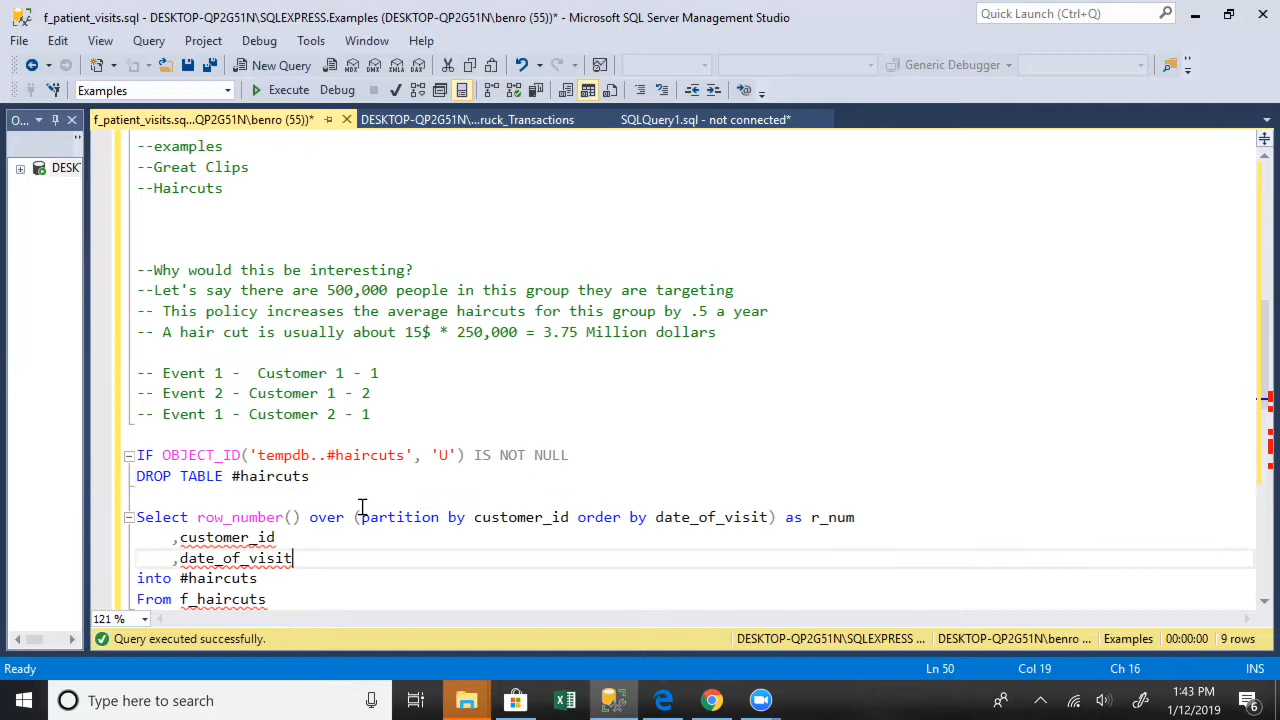 f_patient_visits.sql - DESKTOP-QP2G51N\SQLEXPRESS.Examples (DESKTOP-QP2G51N\benro (55))* - Microsoft SQL Server Management Studio
Quick Launch (Ctrl+Q)
File Edit View Query Project Debug Tools Window Help
New Query
MDX DMX XMLA DAX
Generic Debugger
Examples
Execute Debug
O...
f_patient_visits.sq...QP2G51N\benro (55))*
DESKTOP-QP2G51N\...ruck_Transactions
SQLQuery1.sql - not connected*
DESK
--examples
--Great Clips
--Haircuts
--Why would this be interesting?
--Let's say there are 500,000 people in this group they are targeting
-- This policy increases the average haircuts for this group by .5 a year
-- A hair cut is usually about 15$ * 250,000 = 3.75 Million dollars
-- Event 1 -  Customer 1 - 1
-- Event 2 - Customer 1 - 2
-- Event 1 - Customer 2 - 1
IF OBJECT_ID('tempdb..#haircuts', 'U') IS NOT NULL
DROP TABLE #haircuts
Select row_number() over (partition by customer_id order by date_of_visit) as r_num
,customer_id
,date_of_visit
into #haircuts
From f_haircuts
121 %
Query executed successfully.
DESKTOP-QP2G51N\SQLEXPRESS ...
DESKTOP-QP2G51N\benro ...
Examples
00:00:00
9 rows
Ready
Ln 50
Col 19
Ch 16
INS
Type here to search
1:43 PM
1/12/2019
6